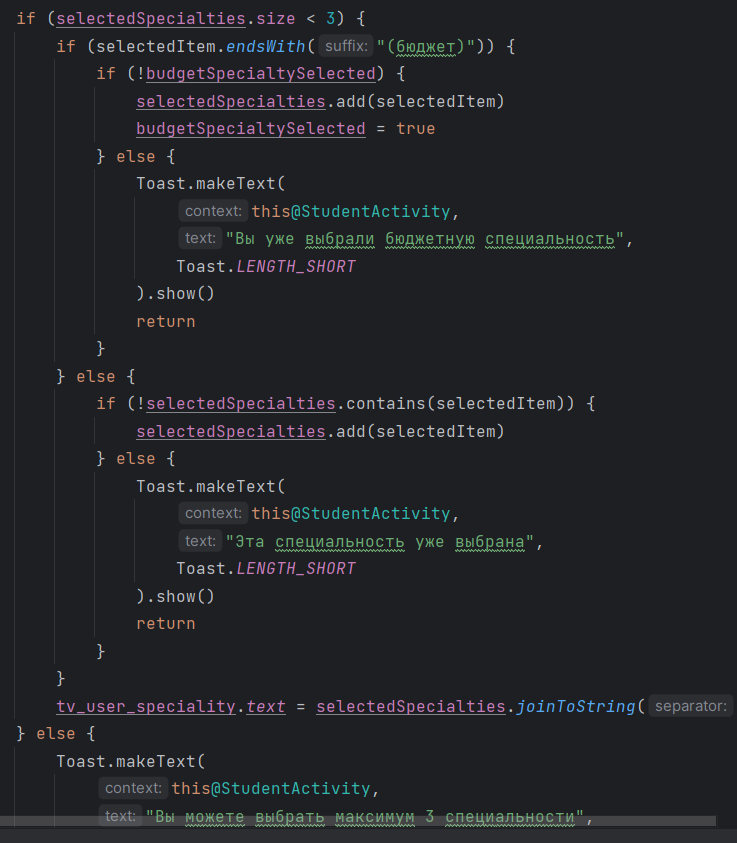 if (selectedSpecialties.size < 3) {
if (selectedItem.endsWith( suffix: "(бюджет)")) {
if (!budgetSpecialtySelected) {
selectedSpecialties.add(selectedItem)
budgetSpecialtySelected = true
} else {
Toast.makeText(
context: this@StudentActivity,
text: "Вы уже выбрали бюджетную специальность",
Toast.LENGTH_SHORT
).show()
return
}
} else {
if (!selectedSpecialties.contains(selectedItem)) {
selectedSpecialties.add(selectedItem)
} else {
Toast.makeText(
context: this@StudentActivity,
text: "Эта специальность уже выбрана",
Toast.LENGTH_SHORT
).show()
return
}
}
tv_user_speciality.text = selectedSpecialties.joinToString( separator:
} else {
Toast.makeText(
context: this@StudentActivity,
text: "Вы можете выбрать максимум 3 специальности",